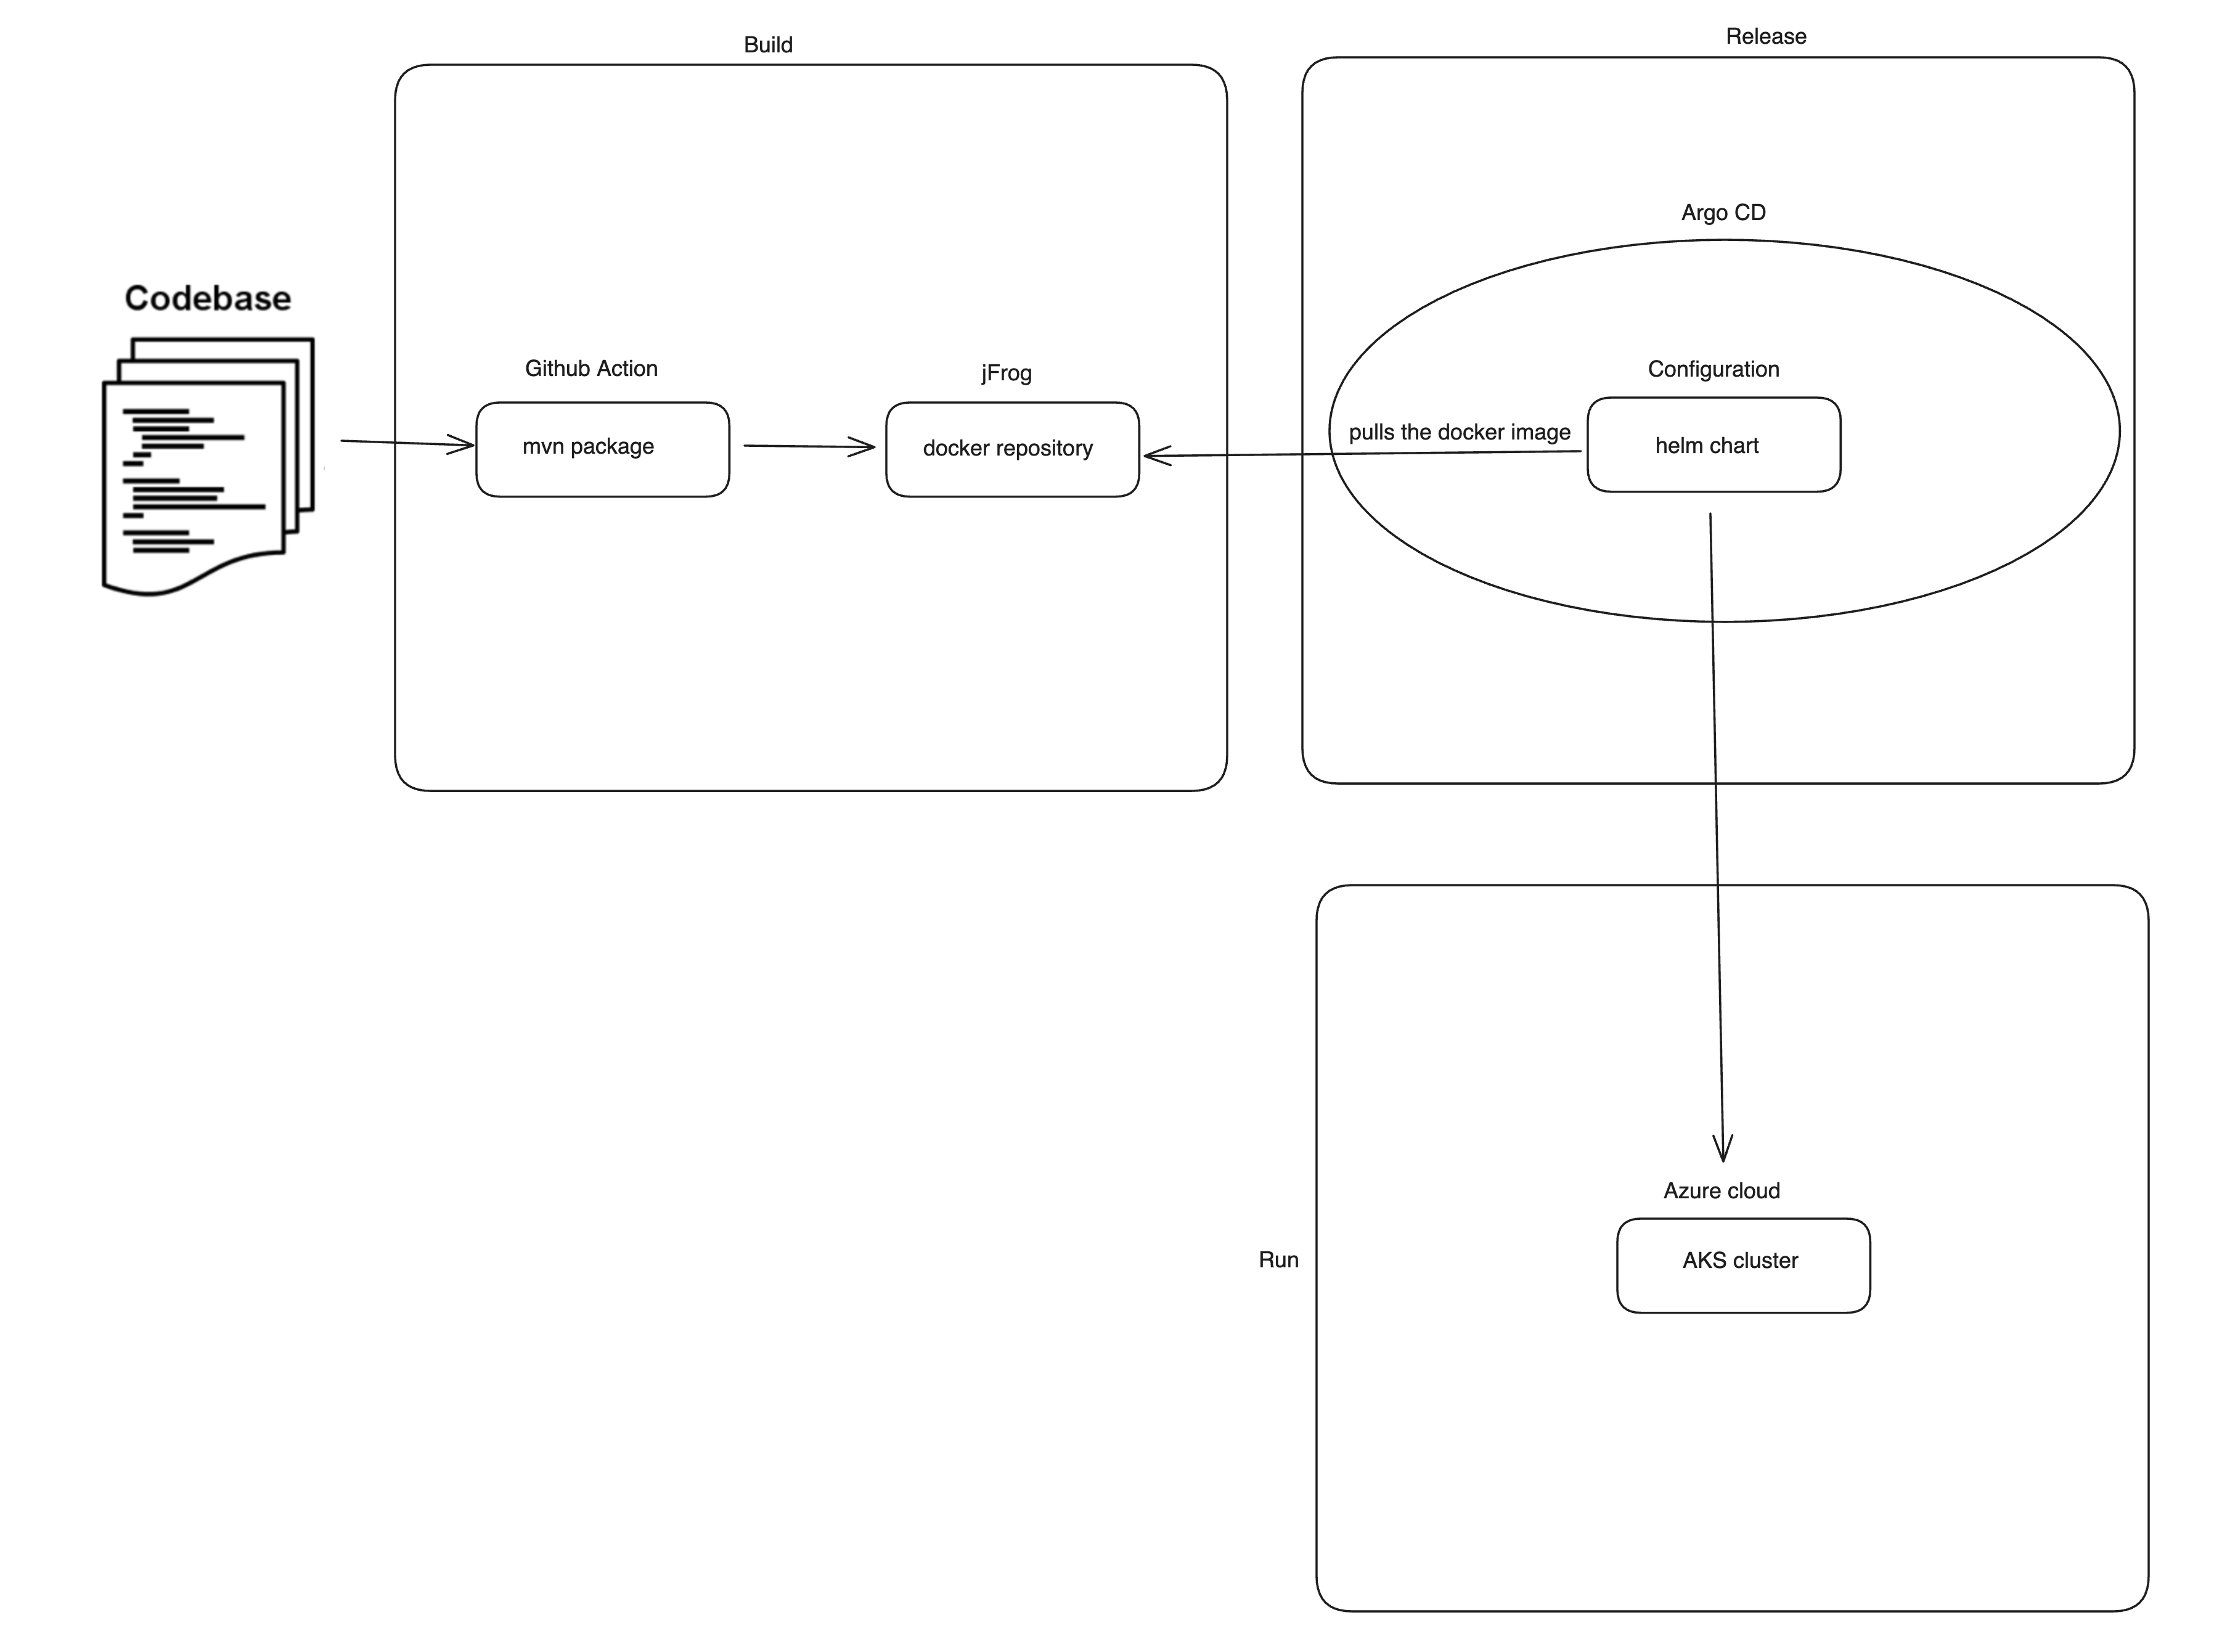 Build
Release
Argo CD
Codebase
Github Action
jFrog
Configuration
mvn package
docker repository
pulls the docker image
helm chart
Azure cloud
Run
AKS cluster